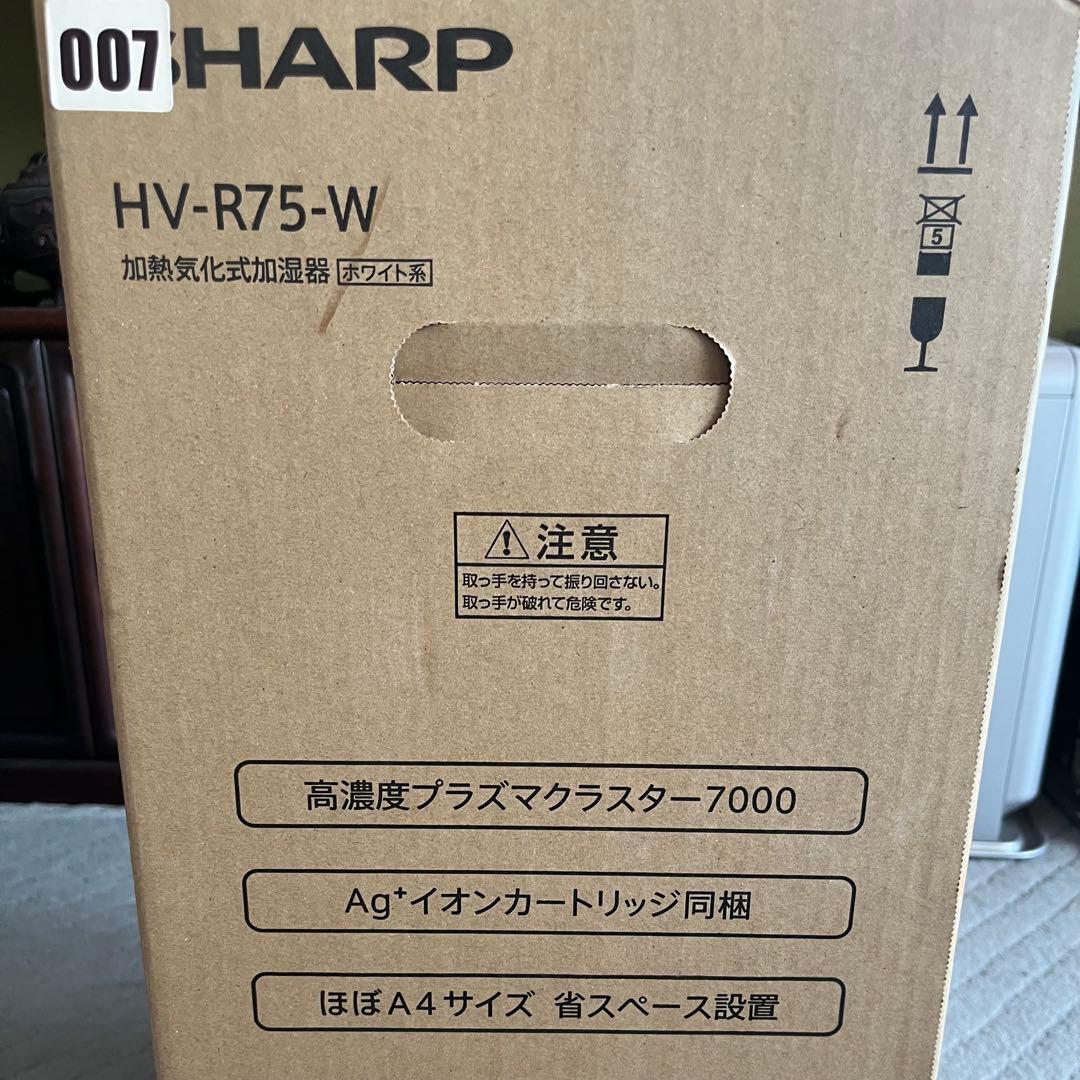 007
SHARP
HV-R75-W
加熱気化式加湿器 ホワイト系
5
注意
取っ手を持って振り回さない。
取っ手が破れて危険です。
高濃度プラズマクラスター7000
Ag⁺イオンカートリッジ同梱
ほぼA4サイズ 省スペース設置